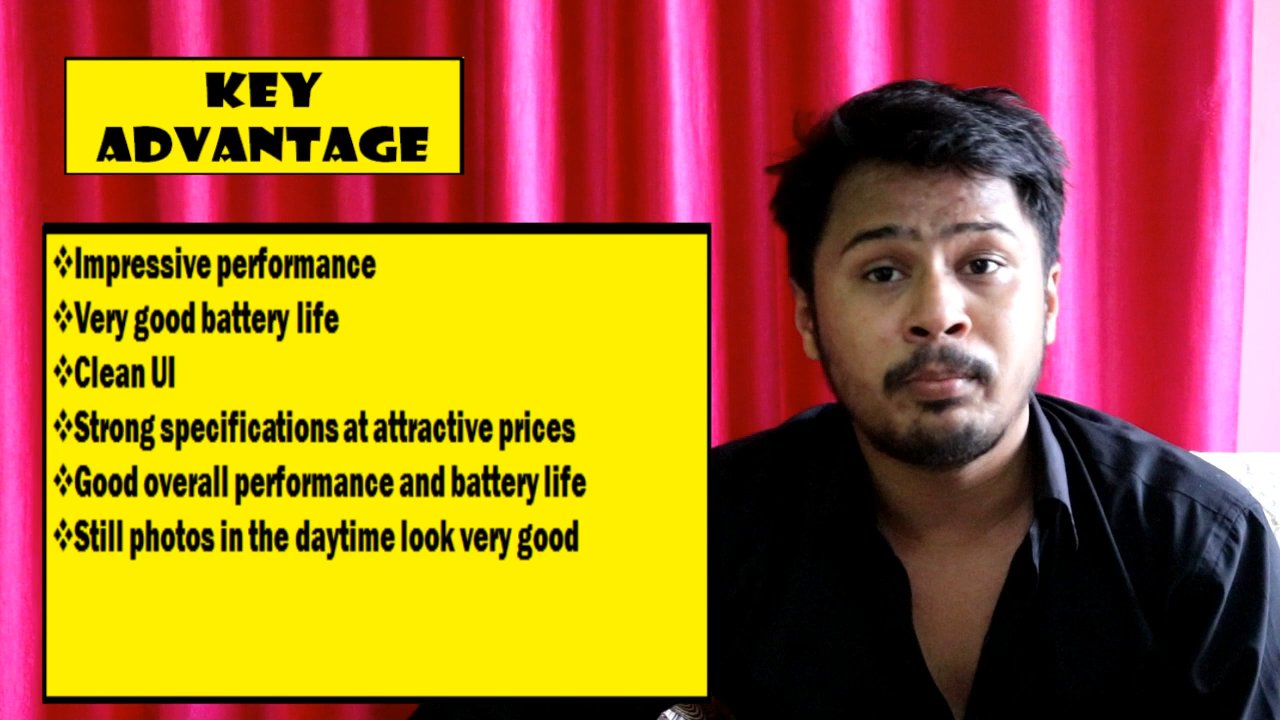 KEY
ADVANTAGE
❖Impressive performance
❖Very good battery life
❖Clean UI
❖Strong specifications at attractive prices
❖Good overall performance and battery life
❖Still photos in the daytime look very good